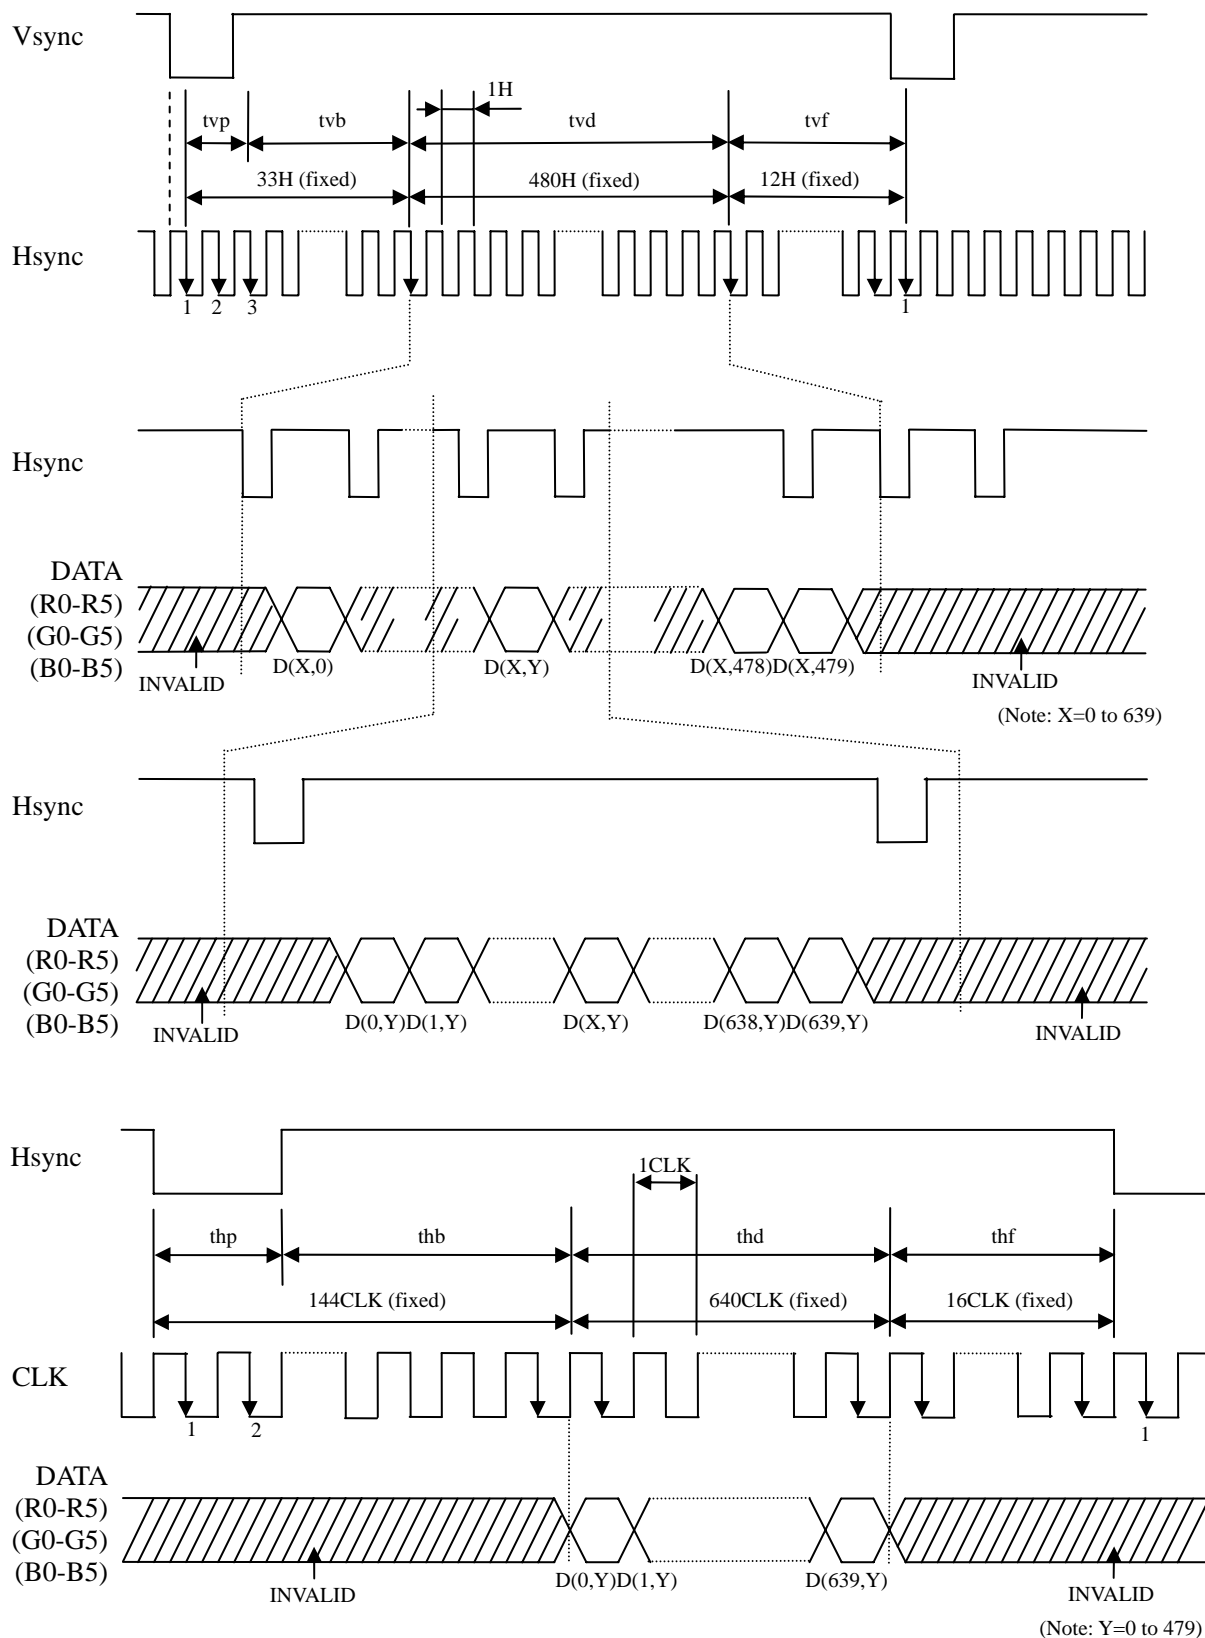 Vsync
1H
tvp tvb tvd tvf
33H (fixed) 480H (fixed) 12H (fixed)
Hsync
1 2 3 1
Hsync
DATA
(R0-R5)
(G0-G5)
(B0-B5)
D(X,0) D(X,Y) D(X,478)D(X,479)
INVALID INVALID
(Note: X=0 to 639)
Hsync
DATA
(R0-R5)
(G0-G5)
(B0-B5)
D(0,Y)D(1,Y) D(X,Y) D(638,Y)D(639,Y)
INVALID INVALID
Hsync
1CLK
thp thb thd thf
144CLK (fixed) 640CLK (fixed) 16CLK (fixed)
CLK
1 2 1
DATA
(R0-R5)
(G0-G5)
(B0-B5)
D(0,Y)D(1,Y) D(639,Y)
INVALID INVALID
(Note: Y=0 to 479)